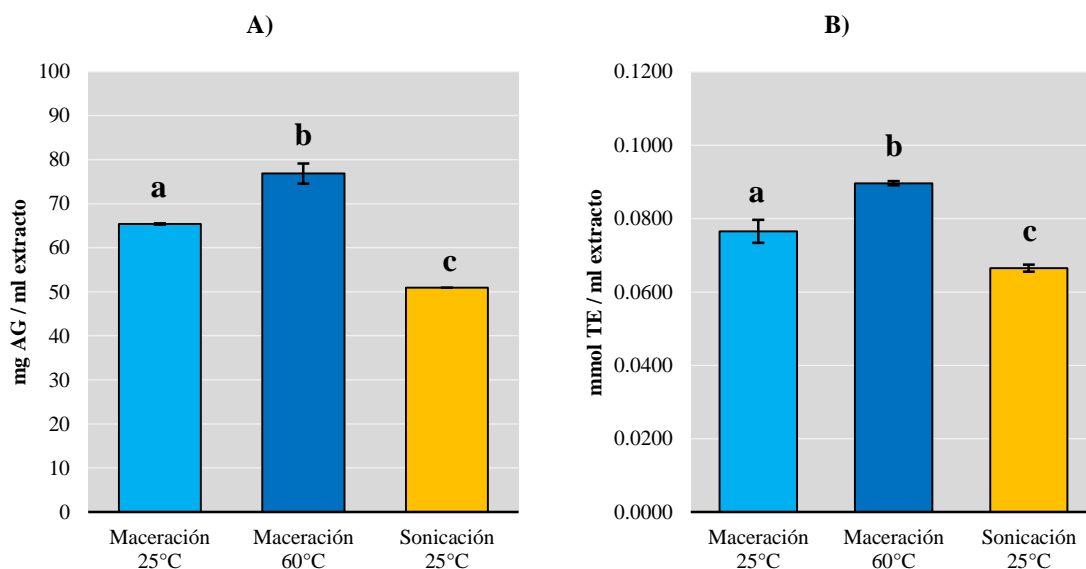 A)
mg AG / ml extracto
100
90
80
70
60
50
40
30
20
10
0
a
b
c
Maceración
25°C
Maceración
60°C
Sonicación
25°C
B)
mmol TE / ml extracto
0.1200
0.1000
0.0800
0.0600
0.0400
0.0200
0.0000
a
b
c
Maceración
25°C
Maceración
60°C
Sonicación
25°C